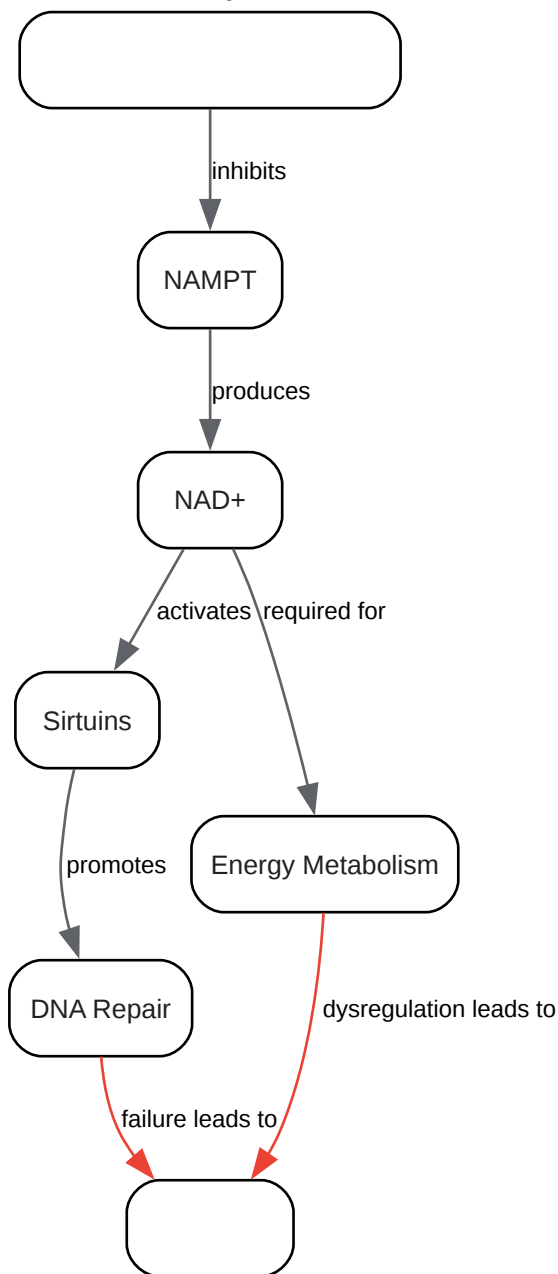 inhibits
NAMPT
produces
NAD+
activates
required for
Sirtuins
promotes
Energy Metabolism
DNA Repair
dysregulation leads to
failure leads to